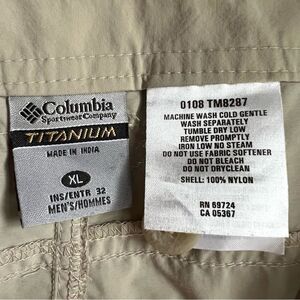 Columbia
Sportswear Company
TITANIUM
MADE IN INDIA
XL
INS/ENTR 32
MEN'S/HOMMES
0108 TM8287
MACHINE WASH COLD GENTLE
WASH SEPARATELY
TUMBLE DRY LOW
REMOVE PROMPTLY
IRON LOW NO STEAM
DO NOT USE FABRIC SOFTENER
DO NOT BLEACH
DO NOT DRYCLEAN
SHELL: 100% NYLON
RN 69724
CA 05367